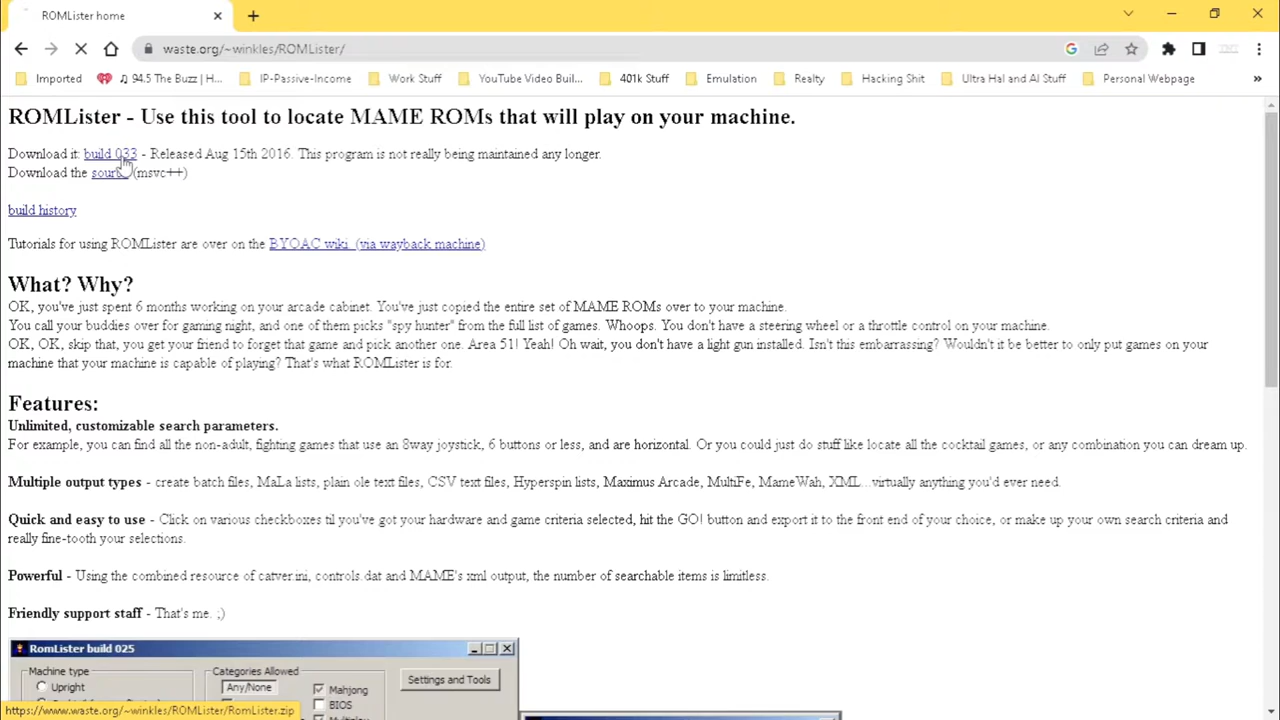 ROMLister home
waste.org/~winkles/ROMLister/
Imported
♫ 94.5 The Buzz | H...
IP-Passive-Income
Work Stuff
YouTube Video Buil...
401k Stuff
Emulation
Realty
Hacking Shit
Ultra Hal and AI Stuff
Personal Webpage
»
ROMLister - Use this tool to locate MAME ROMs that will play on your machine.
Download it: build 033 - Released Aug 15th 2016. This program is not really being maintained any longer.
Download the (msvc++)
build history
Tutorials for using ROMLister are over on the BYOAC wiki (via wayback machine)
What? Why?
OK, you've just spent 6 months working on your arcade cabinet. You've just copied the entire set of MAME ROMs over to your machine.
You call your buddies over for gaming night, and one of them picks "spy hunter" from the full list of games. Whoops. You don't have a steering wheel or a throttle control on your machine.
OK, OK, skip that, you get your friend to forget that game and pick another one. Area 51! Yeah! Oh wait, you don't have a light gun installed. Isn't this embarrassing? Wouldn't it be better to only put games on your
machine that your machine is capable of playing? That's what ROMLister is for.
Features:
Unlimited, customizable search parameters.
For example, you can find all the non-adult, fighting games that use an 8way joystick, 6 buttons or less, and are horizontal. Or you could just do stuff like locate all the cocktail games, or any combination you can dream up.
Multiple output types - create batch files, MaLa lists, plain ole text files, CSV text files, Hyperspin lists, Maximus Arcade, MultiFe, MameWah, XML...virtually anything you'd ever need.
Quick and easy to use - Click on various checkboxes til you've got your hardware and game criteria selected, hit the GO! button and export it to the front end of your choice, or make up your own search criteria and
really fine-tooth your selections.
Powerful - Using the combined resource of catver.ini, controls.dat and MAME's xml output, the number of searchable items is limitless.
Friendly support staff - That's me. ;)
RomLister build 025
Machine type
Upright
Categories Allowed
Any/None
Mahjong
BIOS
Settings and Tools
https://www.waste.org/~winkles/ROMLister/RomLister.zip